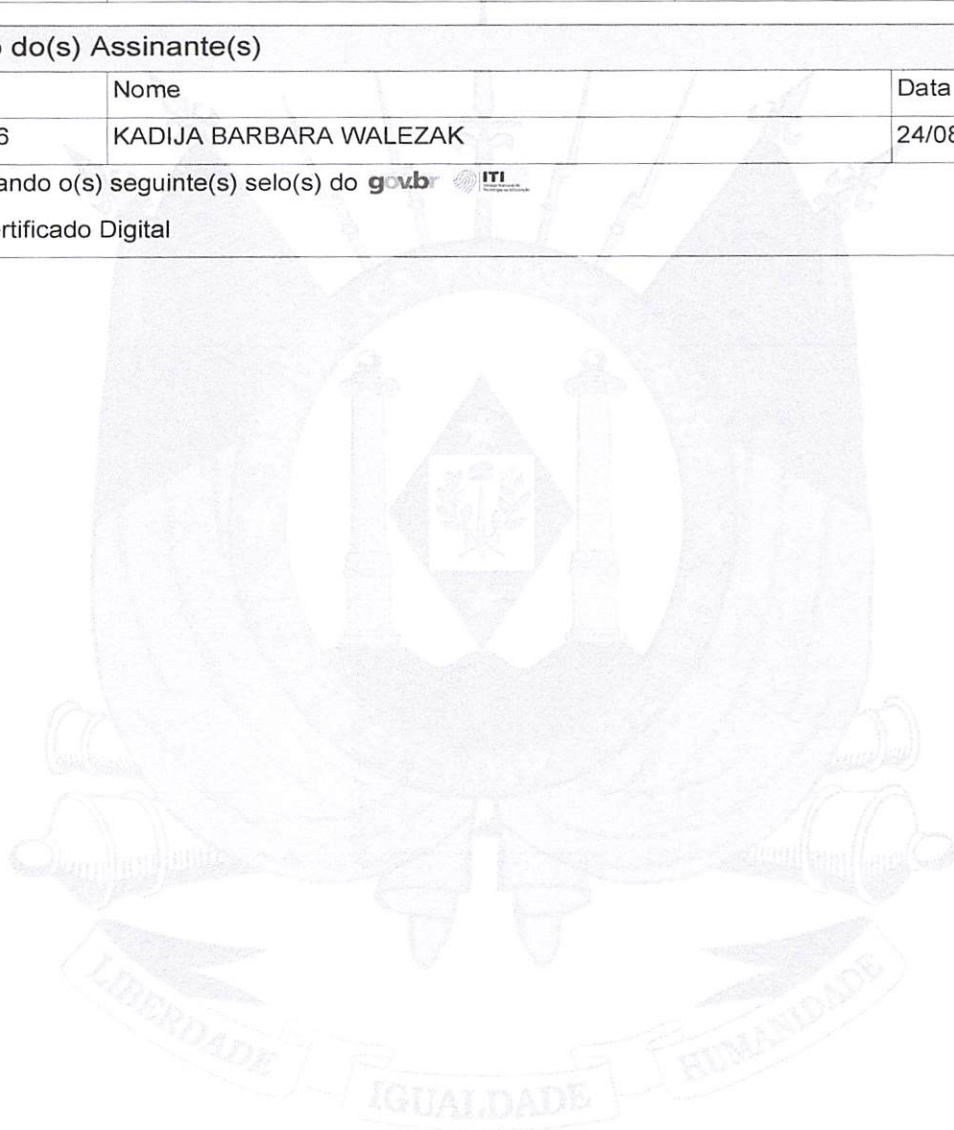 do(s) Assinante(s)
Nome Data
6 KADIJA BARBARA WALEZAK 24/08
ando o(s) seguinte(s) selo(s) do gov.br ITI
rtificado Digital
LIBERDADE IGUALDADE HUMANIDADE